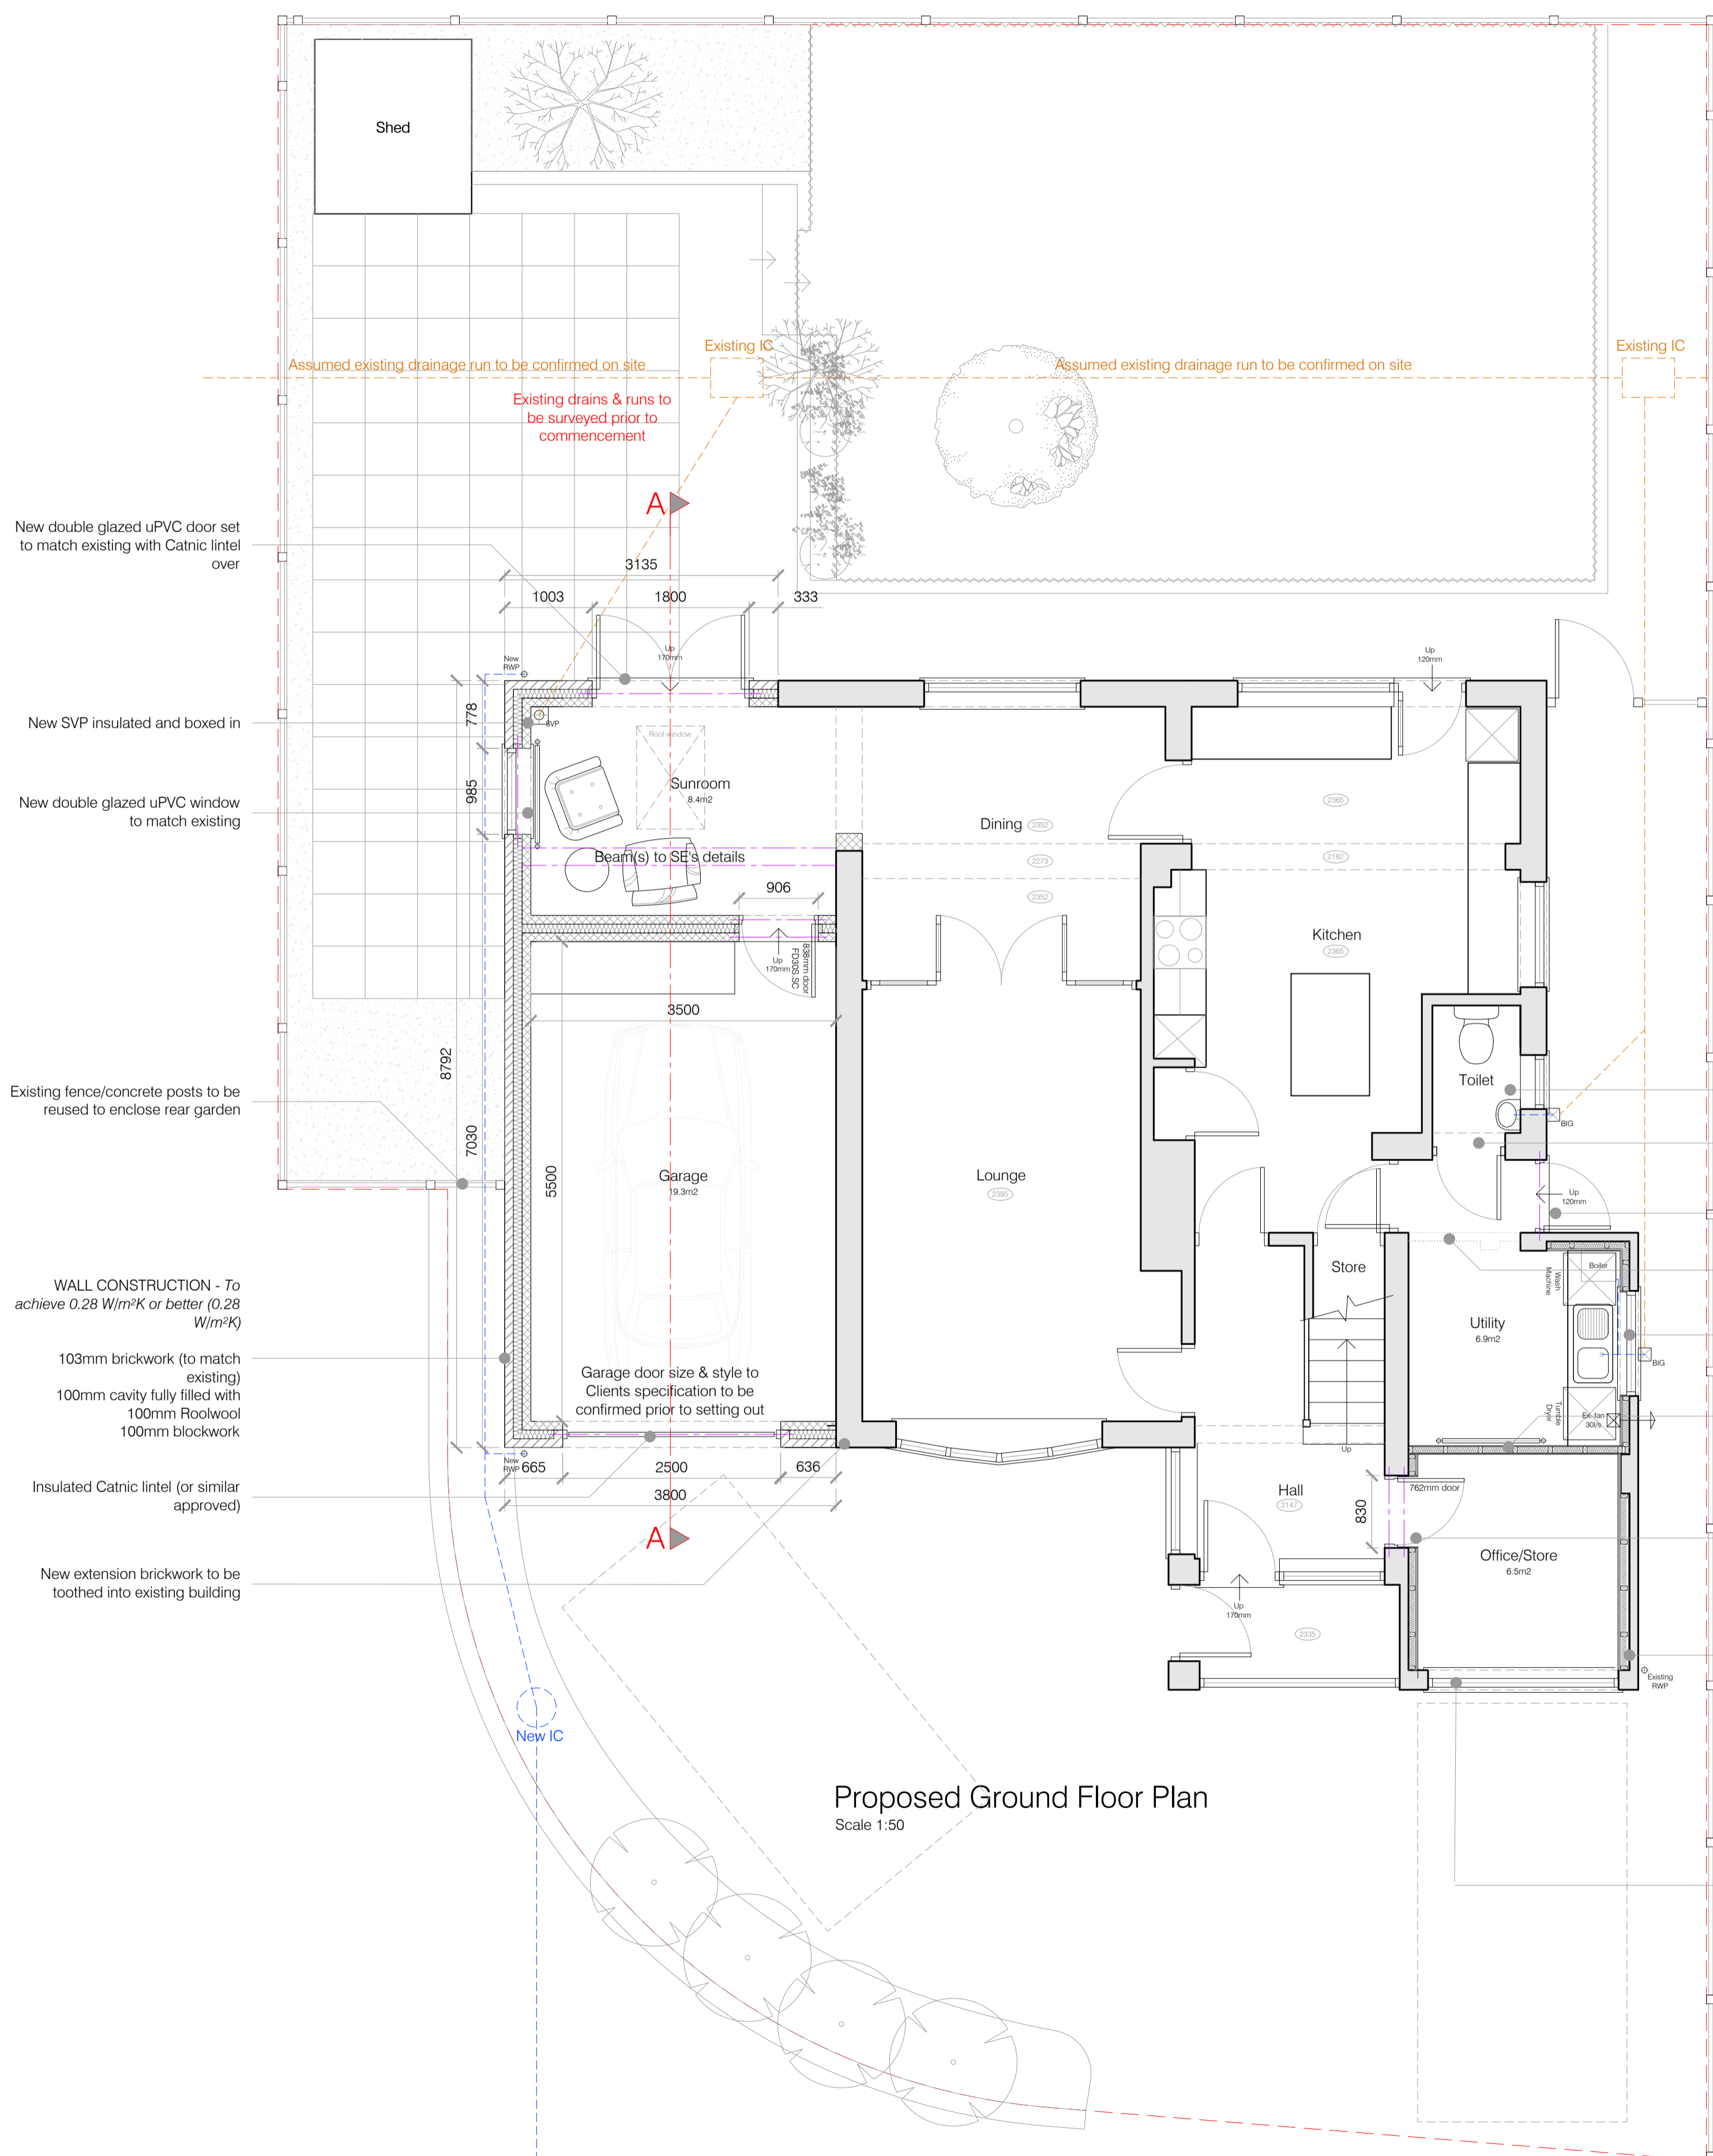 Shed
Existing IC
Existing IC
Assumed existing drainage run to be confirmed on site
Assumed existing drainage run to be confirmed on site
Existing drains & runs to
be surveyed prior to
commencement
A
New double glazed uPVC door set
to match existing with Catnic lintel
over
3135
1003
1800
333
Up
170mm
Up
120mm
New
RWP
New SVP insulated and boxed in
SVP
778
Roof window
Sunroom
8.4m2
985
New double glazed uPVC window
to match existing
Dining
2352
2365
Beam(s) to SE's details
2273
2182
906
2352
Kitchen
2365
Up
170mm
838mm door
FD30S SC
3500
8792
Toilet
Existing fence/concrete posts to be
reused to enclose rear garden
BIG
7030
5500
Garage
19.3m2
Lounge
2385
Up
120mm
Store
Boiler
Wash
Machine
WALL CONSTRUCTION - To
achieve 0.28 W/m²K or better (0.28
W/m²K)
Utility
6.9m2
103mm brickwork (to match
existing)
100mm cavity fully filled with
100mm Roolwool
100mm blockwork
BIG
Garage door size & style to
Clients specification to be
confirmed prior to setting out
Tumble
Dryer
Ex-fan
30l/s
Up
New
RWP
665
2500
636
3800
Insulated Catnic lintel (or similar
approved)
Hall
2147
830
762mm door
A
Office/Store
6.5m2
New extension brickwork to be
toothed into existing building
Up
170mm
2335
Existing
RWP
New IC
Proposed Ground Floor Plan
Scale 1:50